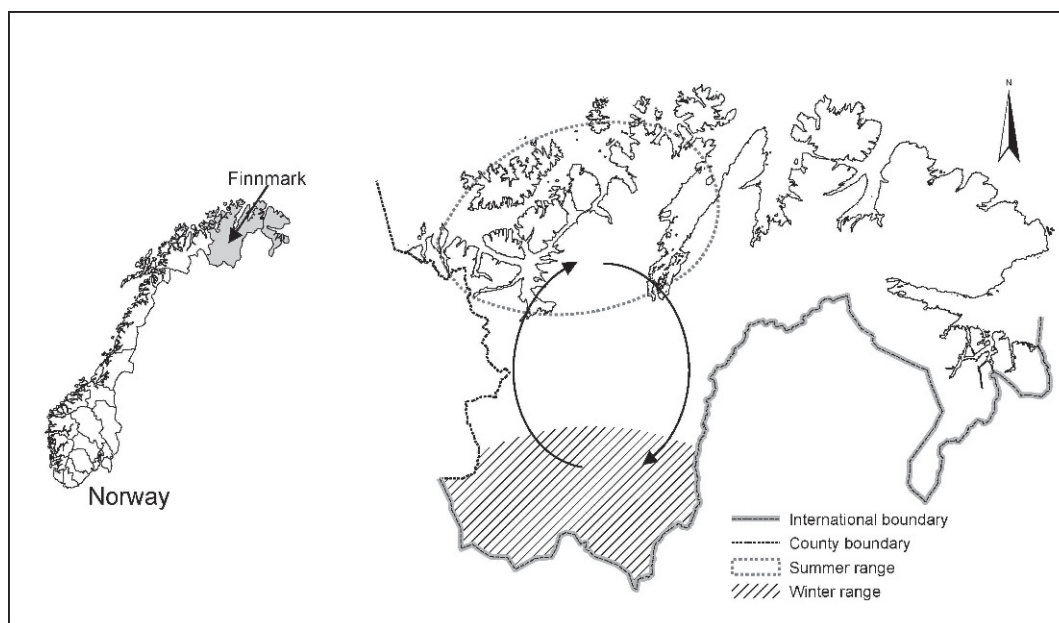 Finnmark
Norway
N
International boundary
County boundary
Summer range
Winter range